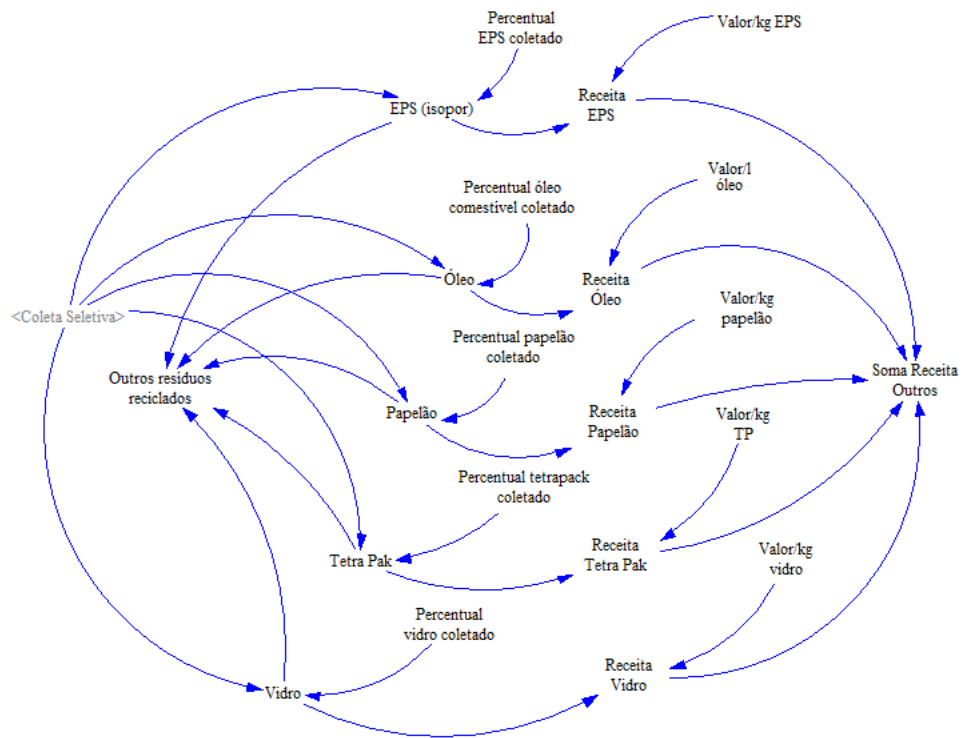 Percentual
EPS coletado
Valor/kg EPS
EPS (isopor)
Receita
EPS
Valor/l
óleo
Percentual óleo
comestível coletado
Óleo
Receita
Óleo
Valor/kg
papelão
<Coleta Seletiva>
Percentual papelão
coletado
Outros resíduos
reciclados
Soma Receita
Outros
Papelão
Receita
Papelão
Valor/kg
TP
Percentual tetrapack
coletado
Tetra Pak
Receita
Tetra Pak
Valor/kg
vidro
Percentual
vidro coletado
Receita
Vidro
Vidro